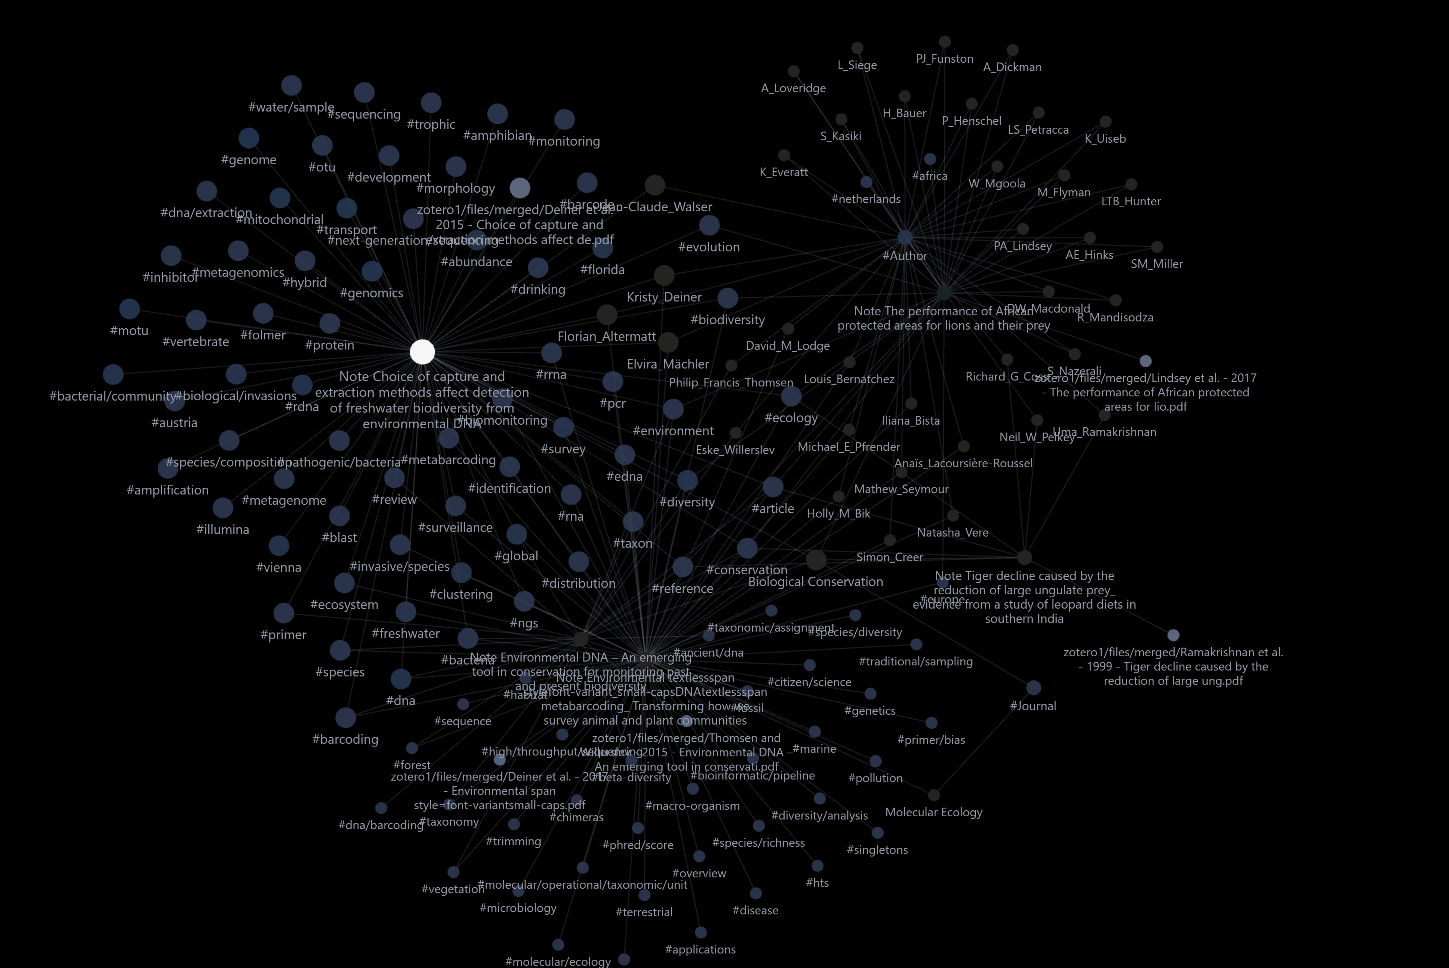 L_Siege
PJ_Funston
A_Dickman
A_Loveridge
#water/sample
#sequencing
#trophic
#amphibian
#monitoring
H_Bauer
P_Henschel
LS_Petracca
S_Kasiki
K_Uiseb
#genome
#otu
#development
#morphology
K_Everatt
#africa
W_Mgoola
M_Flyman
#netherlands
LTB_Hunter
#dna/extraction
#mitochondrial
#transport
#barcode
Jean-Claude_Walser
zotero1/files/merged/Deiner et al. -
2015 - Choice of capture and
extraction methods affect de.pdf
#next-generation/sequencing
#evolution
PA_Lindsey
AE_Hinks
SM_Miller
#Author
#inhibitor
#metagenomics
#hybrid
#genomics
#abundance
#drinking
#florida
Kristy_Deiner
#biodiversity
Note The performance of African
protected areas for lions and their prey
DW_Macdonald
R_Mandisodza
#motu
#vertebrate
#folmer
#protein
Florian_Altermatt
David_M_Lodge
Elvira_Mächler
#rrna
Philip_Francis_Thomsen
Louis_Bernatchez
S_Nazerali
zotero1/files/merged/Lindsey et al. - 2017
- The performance of African protected
areas for lio.pdf
Note Choice of capture and
extraction methods affect detection
of freshwater biodiversity from
environmental DNA
#bacterial/community
#biological/invasions
#rdna
#pcr
#austria
#biomonitoring
#survey
#environment
#ecology
Iliana_Bista
Neil_W_Pelkey
Uma_Ramakrishnan
Eske_Willerslev
Michael_E_Pfrender
Anaïs_Lacoursière-Roussel
#species/composition
#pathogenic/bacteria
#metabarcoding
#edna
#amplification
#metagenome
#review
#identification
#diversity
#article
Mathew_Seymour
Holly_M_Bik
Natasha_Vere
#illumina
#blast
#surveillance
#rna
#taxon
Simon_Creer
#vienna
#invasive/species
#global
#distribution
#reference
#conservation
Biological Conservation
Note Tiger decline caused by the
reduction of large ungulate prey_
evidence from a study of leopard diets in
southern India
#europe
#ecosystem
#clustering
#primer
#freshwater
#ngs
#taxonomic/assignment
#species/diversity
#ancient/dna
#traditional/sampling
zotero1/files/merged/Ramakrishnan et al.
- 1999 - Tiger decline caused by the
reduction of large ung.pdf
#species
#bacteria
Note Environmental DNA – An emerging
tool in conservation for monitoring past
and present biodiversity
Note Environmental textlessspan
style=font-variant_small-capsDNAtextlessspan
metabarcoding_ Transforming how we
survey animal and plant communities
#citizen/science
#dna
#habitat
#fossil
#genetics
#Journal
#sequence
#barcoding
#high/throughput/sequencing
#marine
#primer/bias
zotero1/files/merged/Thomsen and
Willerslev - 2015 - Environmental DNA –
An emerging tool in conservati.pdf
#forest
zotero1/files/merged/Deiner et al. - 2017
- Environmental span
style=font-variantsmall-caps.pdf
#beta-diversity
#bioinformatic/pipeline
#pollution
#macro-organism
#diversity/analysis
Molecular Ecology
#dna/barcoding
#taxonomy
#chimeras
#trimming
#phred/score
#species/richness
#singletons
#overview
#hts
#vegetation
#molecular/operational/taxonomic/unit
#microbiology
#terrestrial
#disease
#applications
#molecular/ecology